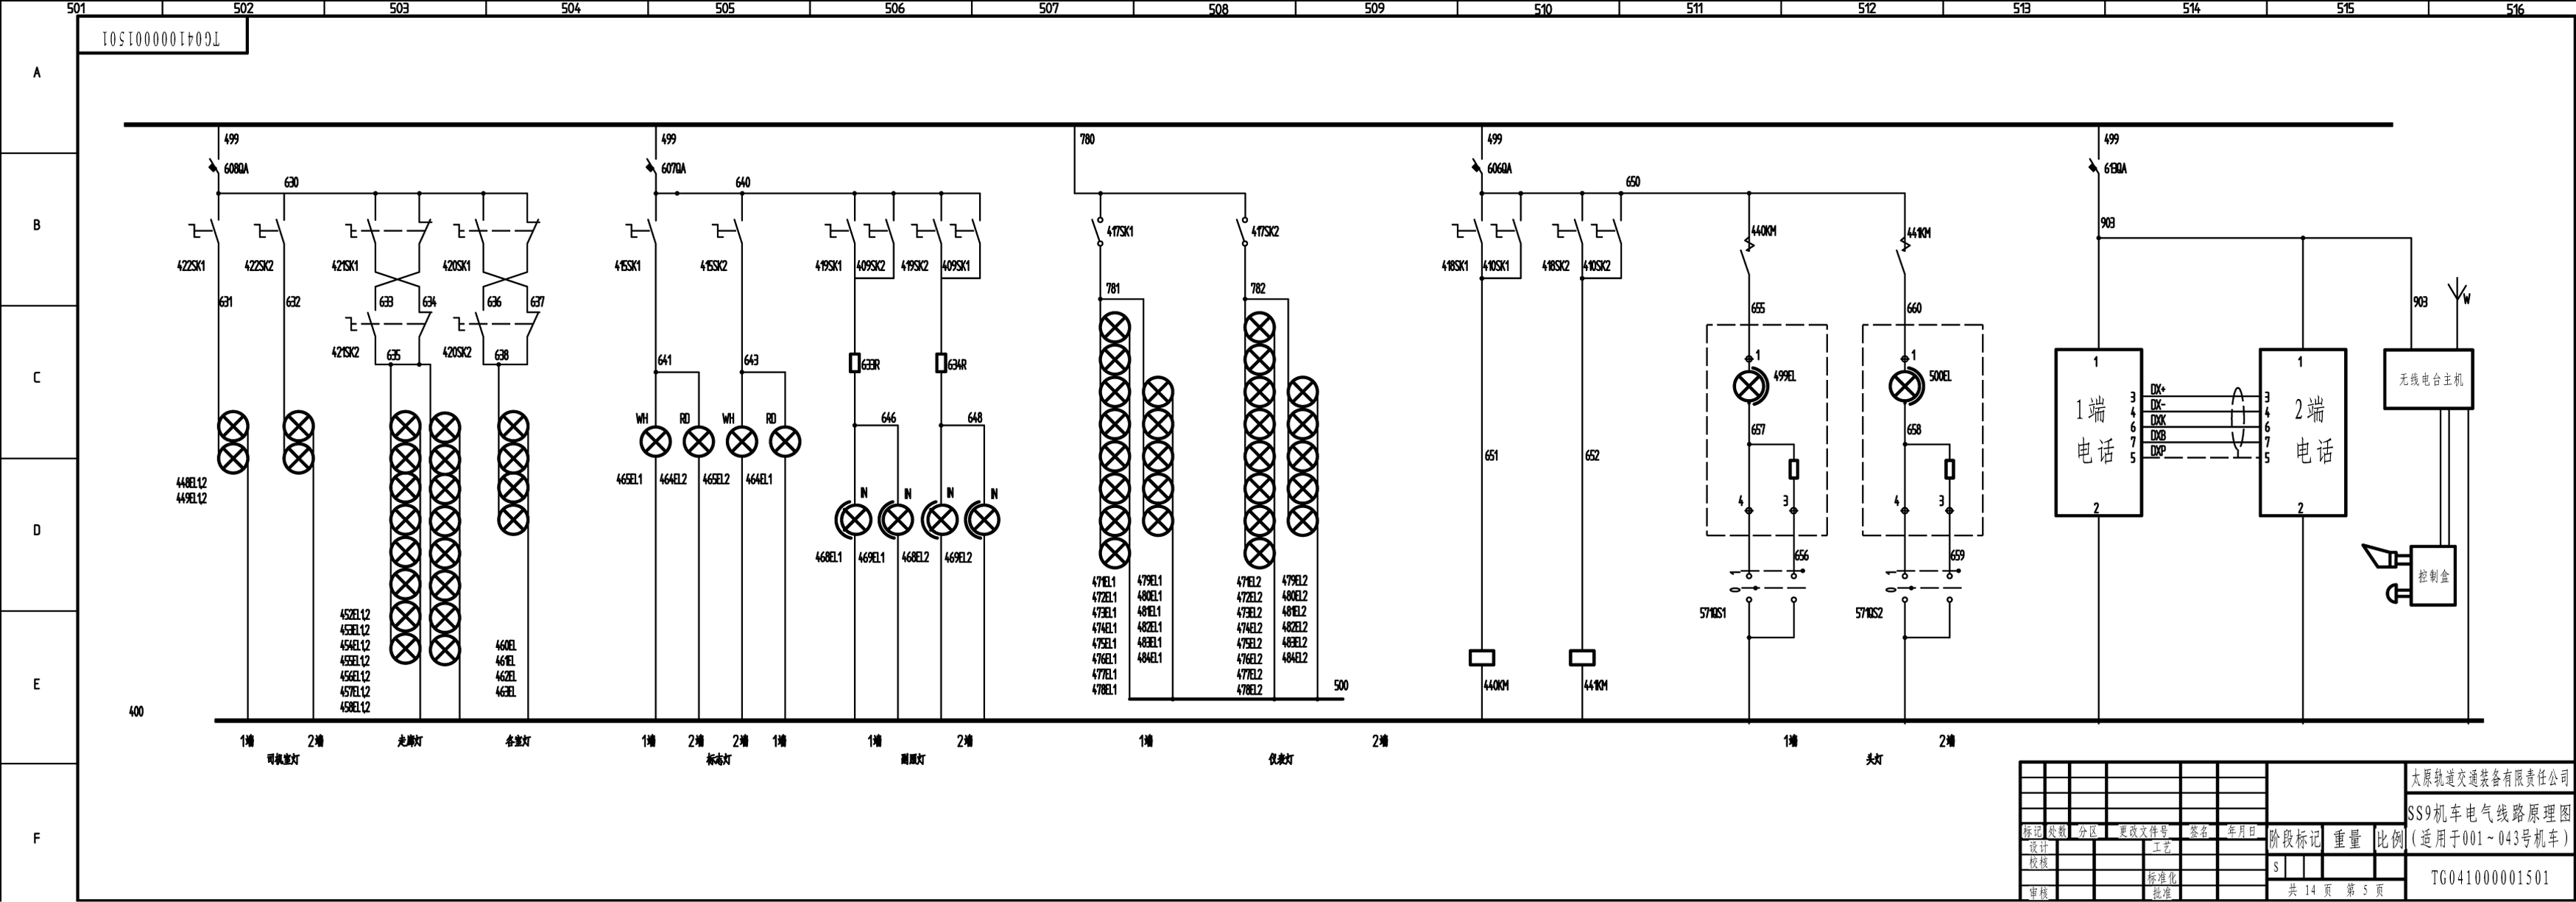 501 502 503 504 505 506 507 508 509 510 511 512 513 514 515 516
TG041000001501
A
B
C
D
E
F
499 499 780 499 499
608QA 607QA 606QA 613QA
630 640 650
903
422SK1 422SK2 421SK1 420SK1 415SK1 415SK2 419SK1 409SK2 419SK2 409SK1 417SK1 417SK2 418SK1 410SK1 418SK2 410SK2 440KM 441KM
631 632 633 634 636 637 781 782 655 660 903 W
421SK2 635 420SK2 638 641 643 633R 634R
1 499EL 1 500EL
WH RD WH RD 646 648 657 658
465EL1 464EL2 465EL2 464EL1 651 652
448EL1,2
449EL1,2
IN IN IN IN
468EL1 469EL1 468EL2 469EL2
4 3 4 3
656 659
1 0 1 0
571QS1 571QS2
1 1
1端 2端
电话 电话
2 2
3 DX+ 3
4 DX- 4
6 DXK 6
7 DXB 7
5 DXP 5
无线电台主机
控制盒
452EL1,2
453EL1,2
454EL1,2
455EL1,2
456EL1,2
457EL1,2
458EL1,2
460EL
461EL
462EL
463EL
471EL1
472EL1
473EL1
474EL1
475EL1
476EL1
477EL1
478EL1
479EL1
480EL1
481EL1
482EL1
483EL1
484EL1
471EL2
472EL2
473EL2
474EL2
475EL2
476EL2
477EL2
478EL2
479EL2
480EL2
481EL2
482EL2
483EL2
484EL2
500
440KM 441KM
400
1端 2端 走廊灯 各室灯 1端 2端 2端 1端 1端 2端 1端 2端 1端 2端
司机室灯 标志灯 副照灯 仪表灯 头灯
太原轨道交通装备有限责任公司
SS9机车电气线路原理图
(适用于001~043号机车)
标记 处数 分区 更改文件号 签名 年月日
设计 工艺
校核
标准化
审核 批准
阶段标记 重量 比例
S
共 14 页 第 5 页
TG041000001501